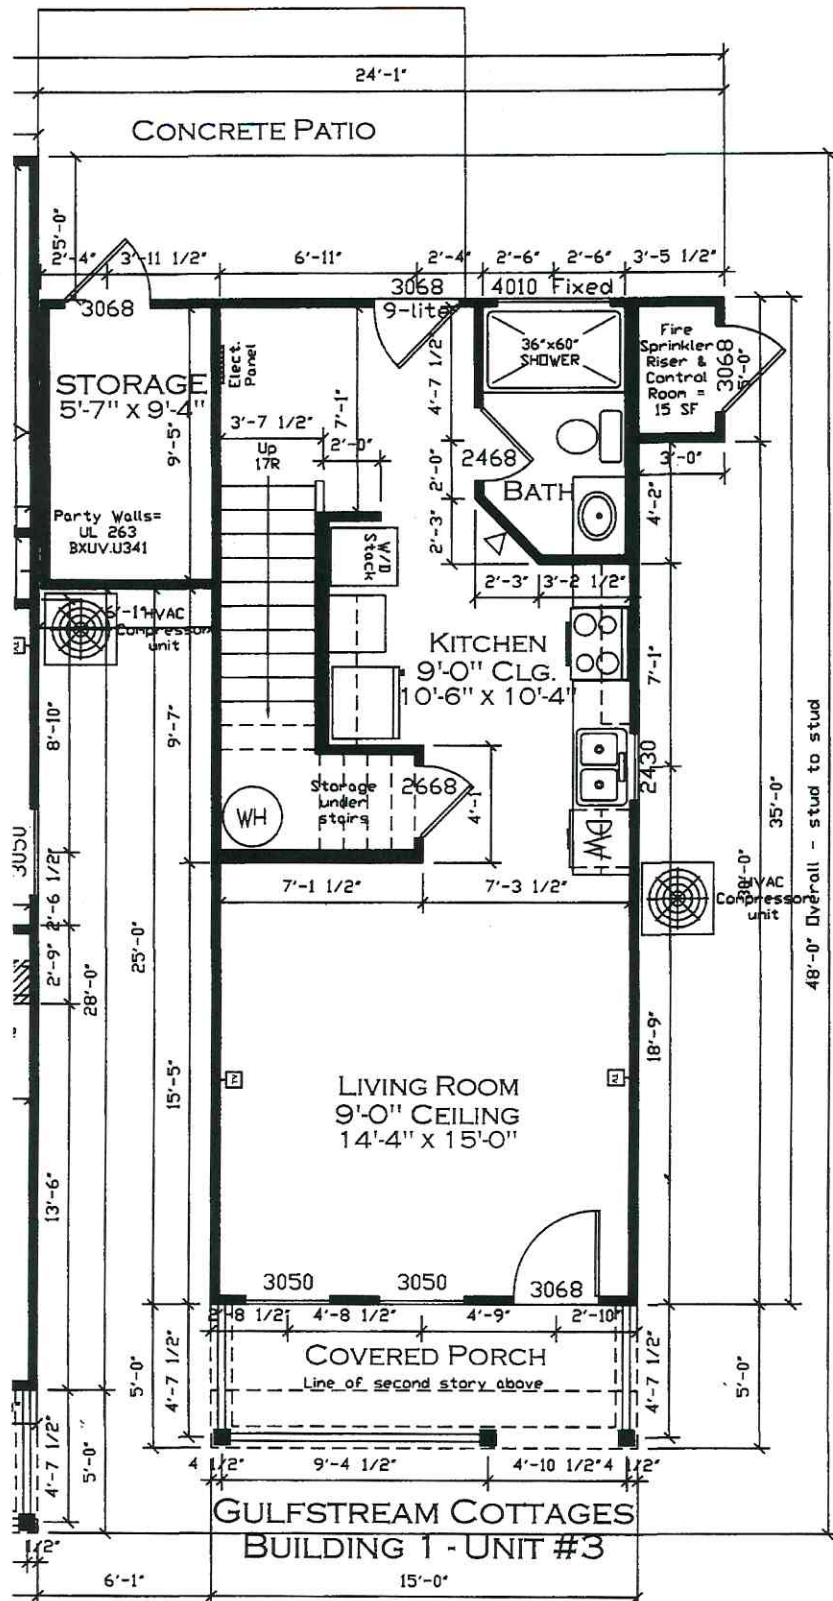 24'-1"
CONCRETE PATIO
5'-0"
2'-4"
3'-11 1/2"
6'-11"
2'-4"
2'-6"
2'-6"
3'-5 1/2"
3068
3068
9-lite
4010 Fixed
Elect.
Panel
36"x60"
SHOWER
Fire
Sprinkler
Riser &
Control
Room =
15 SF
3068
5'-0"
STORAGE
5'-7" X 9'-4"
9'-5"
3'-7 1/2"
7'-1"
4'-7 1/2"
Up
17R
2'-0"
2468
2'-0"
BATH
3'-0"
4'-2"
Party Walls=
UL 263
BXUV.U341
W/D
Stack
2'-3"
2'-3"
3'-2 1/2"
6'-1"
HVAC
Compressor
unit
KITCHEN
9'-0" CLG.
10'-6" X 10'-4"
7'-1"
8'-10"
9'-7"
2430
Storage
under
stairs
2668
4'-1"
WH
DW
35'-0"
48'-0" Overall - stud to stud
3050
7'-1 1/2"
7'-3 1/2"
HVAC
Compressor
unit
30'-0"
2'-6 1/2"
2'-9"
28'-0"
25'-0"
18'-9"
15'-5"
LIVING ROOM
9'-0" CEILING
14'-4" X 15'-0"
13'-6"
3050
3050
3068
2'-8 1/2"
4'-8 1/2"
4'-9"
2'-10"
COVERED PORCH
Line of second story above
5'-0"
4'-7 1/2"
4'-7 1/2"
5'-0"
4 1/2"
9'-4 1/2"
4'-10 1/2"
4 1/2"
4'-7 1/2"
5'-0"
GULFSTREAM COTTAGES
BUILDING 1 - UNIT #3
1/2"
6'-1"
15'-0"